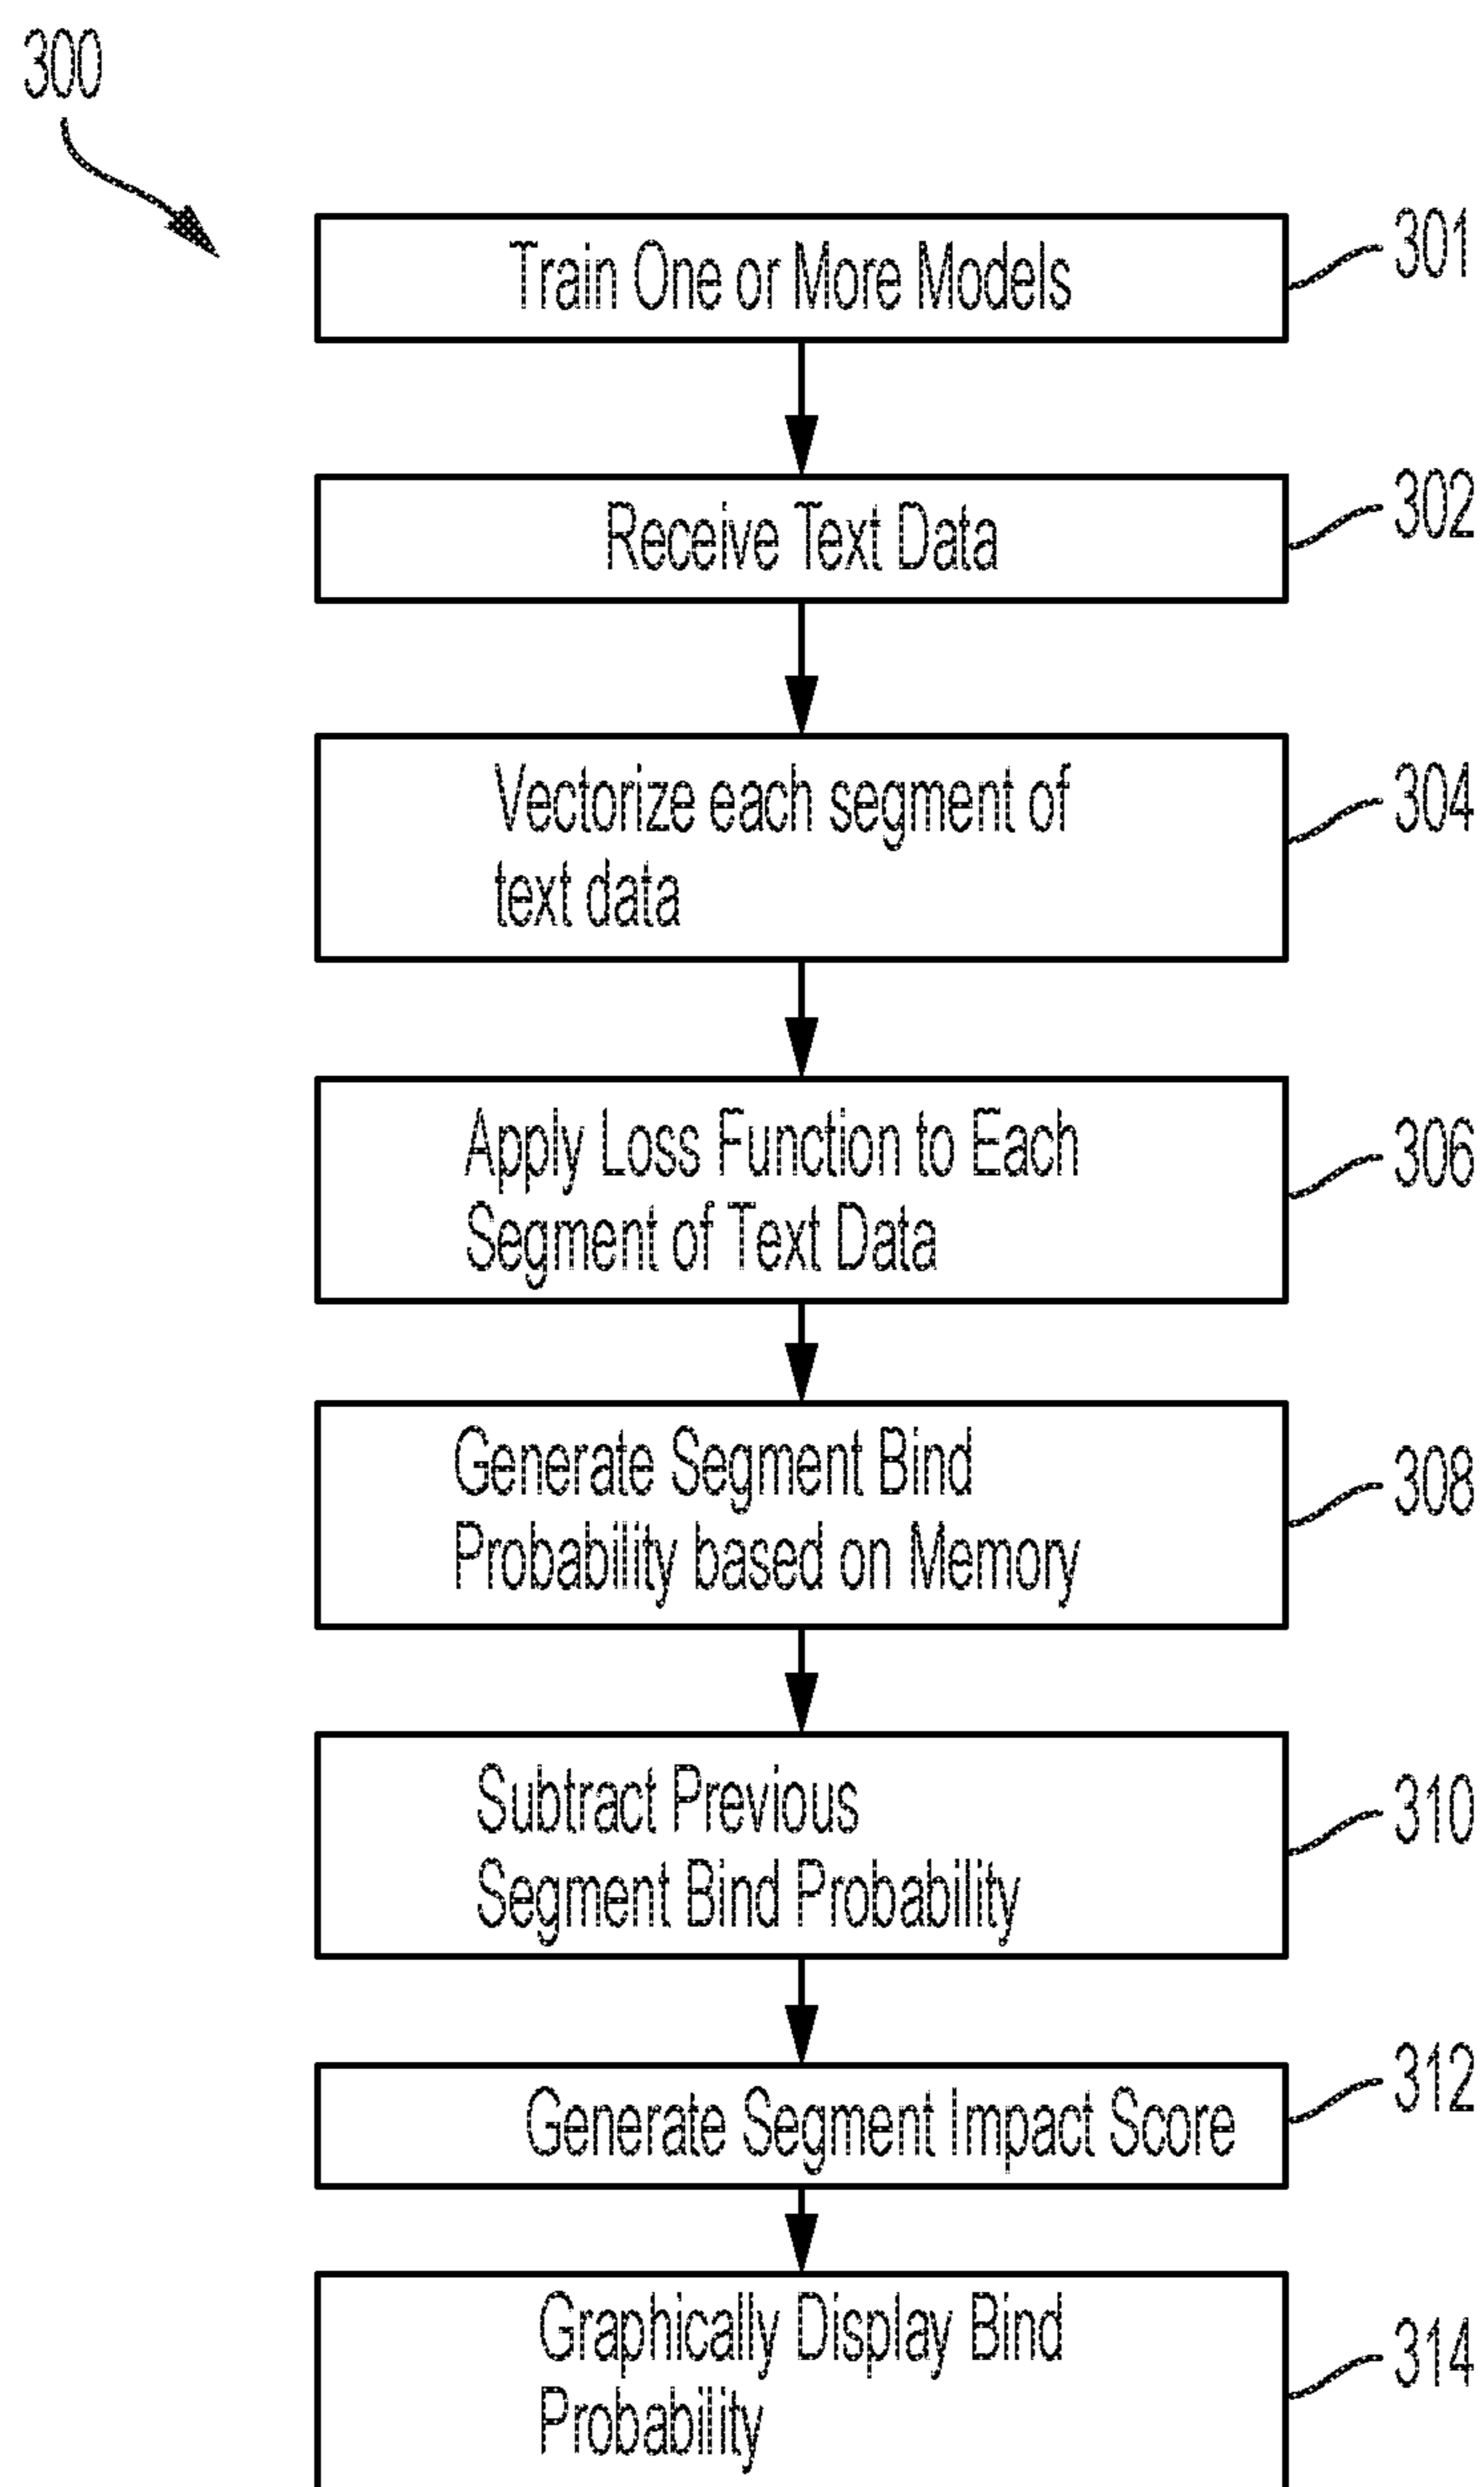 300
Train One or More Models
301
Receive Text Data
302
Vectorize each segment of
text data
304
Apply Loss Function to Each
Segment of Text Data
306
Generate Segment Bind
Probability based on Memory
308
Subtract Previous
Segment Bind Probability
310
Generate Segment Impact Score
312
Graphically Display Bind
Probability
314